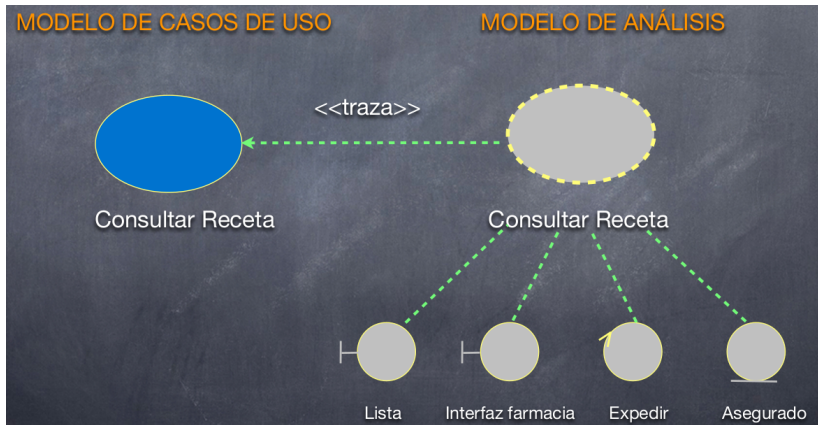 MODELO DE CASOS DE USO
MODELO DE ANÁLISIS
<<traza>>
Consultar Receta
Consultar Receta
Lista
Interfaz farmacia
Expedir
Asegurado